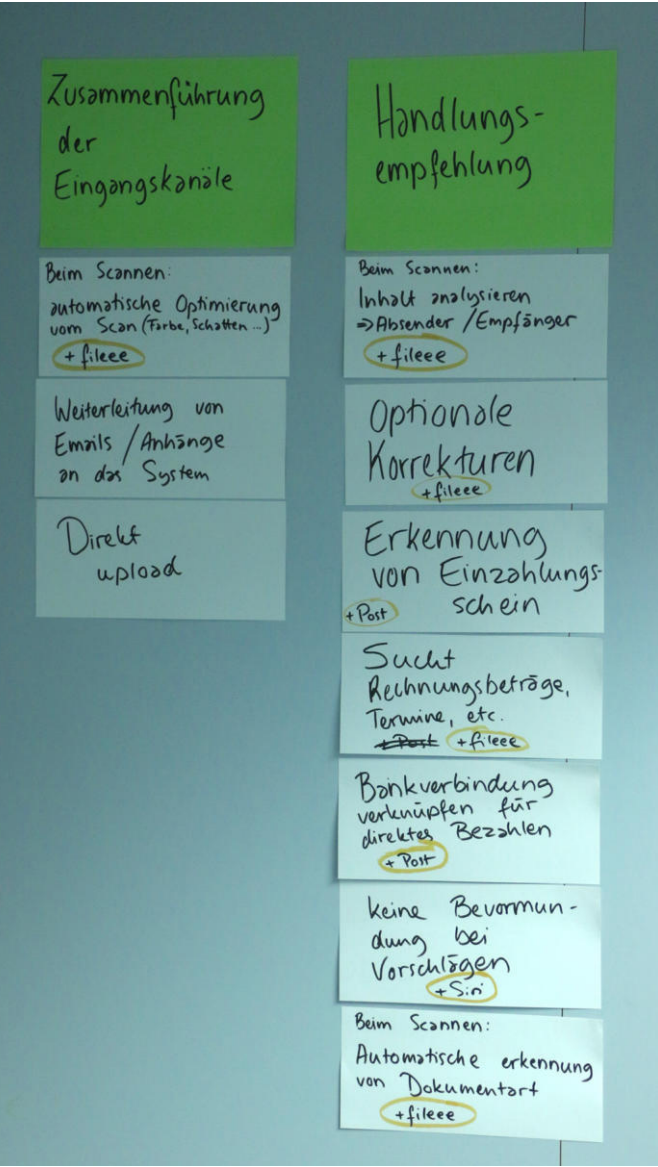 Zusammenführung
der
Eingangskanäle
Beim Scannen:
automatische Optimierung
vom Scan (Farbe, Schatten ...)
+ fileee
Weiterleitung von
Emails / Anhänge
an das System
Direkt
upload
Handlungs-
empfehlung
Beim Scannen:
Inhalt analysieren
⇒ Absender / Empfänger
+ fileee
Optionale
Korrekturen
+ fileee
Erkennung
von Einzahlungs-
schein
+ Post
Sucht
Rechnungsbeträge,
Termine, etc.
+ Post + fileee
Bankverbindung
verknüpfen für
direktes Bezahlen
+ Post
keine Bevormun-
dung bei
Vorschlägen
+ Siri
Beim Scannen:
Automatische erkennung
von Dokumentart
+ fileee